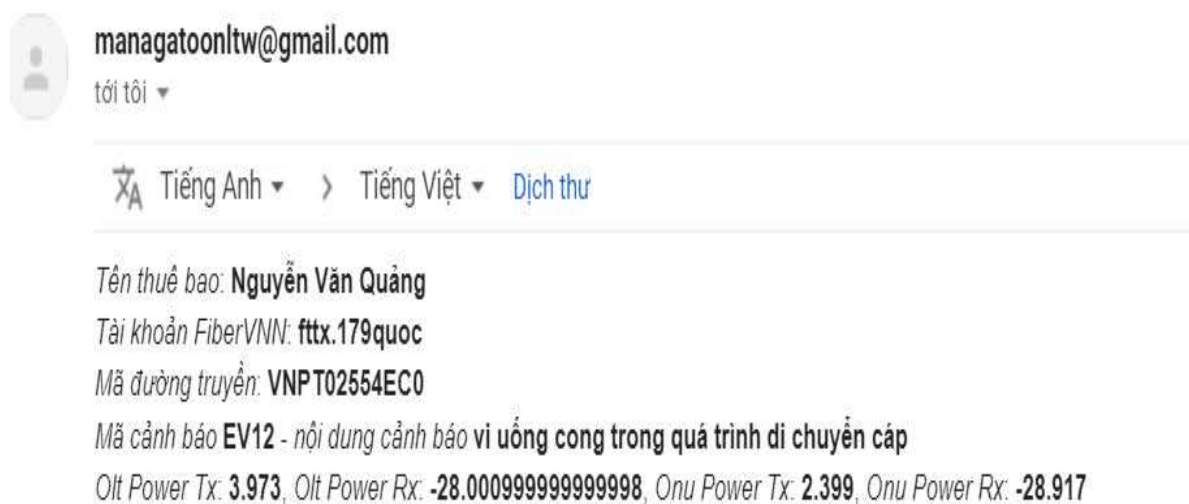 managatoonltw@gmail.com
tới tôi
Tiếng Anh > Tiếng Việt Dịch thư
Tên thuê bao: Nguyễn Văn Quảng
Tài khoản FiberVNN: fttx.179quoc
Mã đường truyền: VNPT02554EC0
Mã cảnh báo EV12 - nội dung cảnh báo vi uống cong trong quá trình di chuyển cáp
Olt Power Tx: 3.973, Olt Power Rx: -28.000999999999998, Onu Power Tx: 2.399, Onu Power Rx: -28.917